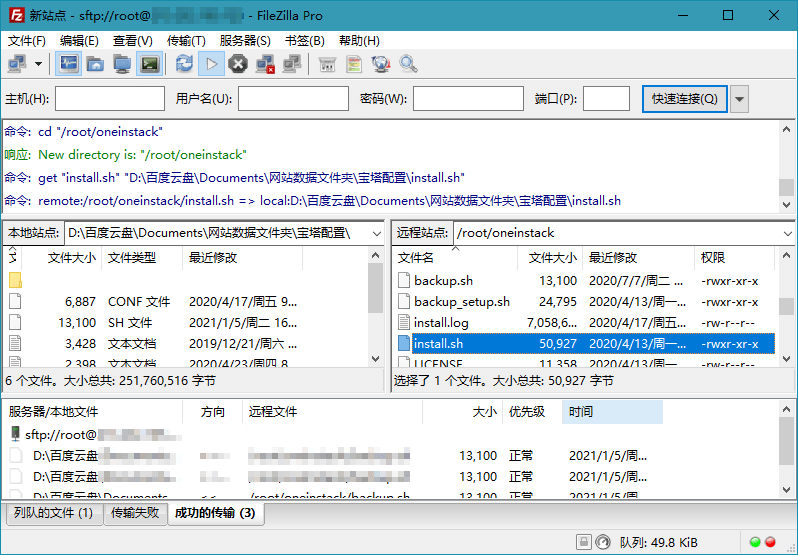 新站点 - sftp://root@ - FileZilla Pro
文件(F) 编辑(E) 查看(V) 传输(T) 服务器(S) 书签(B) 帮助(H)
主机(H): 用户名(U): 密码(W): 端口(P): 快速连接(Q)
命令: cd "/root/oneinstack"
响应: New directory is: "/root/oneinstack"
命令: get "install.sh" "D:\百度云盘\Documents\网站数据文件夹\宝塔配置\install.sh"
命令: remote:/root/oneinstack/install.sh => local:D:\百度云盘\Documents\网站数据文件夹\宝塔配置\install.sh
本地站点: D:\百度云盘\Documents\网站数据文件夹\宝塔配置\ 远程站点: /root/oneinstack
文件大小 文件类型 最近修改 文件名 文件大小 最近修改 权限
backup.sh 13,100 2020/7/7/周二 ... -rwxr-xr-x
6,887 CONF 文件 2020/4/17/周五 9... backup_setup.sh 24,795 2020/4/13/周一... -rwxr-xr-x
13,100 SH 文件 2021/1/5/周二 16... install.log 7,058,6... 2020/4/17/周五... -rw-r--r--
3,428 文本文档 2019/12/21/周六 ... install.sh 50,927 2020/4/13/周一... -rwxr-xr-x
2,398 文本文档 2020/4/23/周四 8... LICENSE 11,358 2020/4/13/周一... -rw-r--r--
6 个文件。大小总共: 251,760,516 字节 选择了 1 个文件。大小总共: 50,927 字节
服务器/本地文件 方向 远程文件 大小 优先级 时间
sftp://root@
D:\百度云盘\ 13,100 正常 2021/1/5/周...
D:\百度云盘\ 13,100 正常 2021/1/5/周...
D:\百度云盘\Documents... << /root/oneinstack/backup.sh 13,100 正常 2021/1/5/周...
列队的文件 (1) 传输失败 成功的传输 (3)
队列: 49.8 KiB